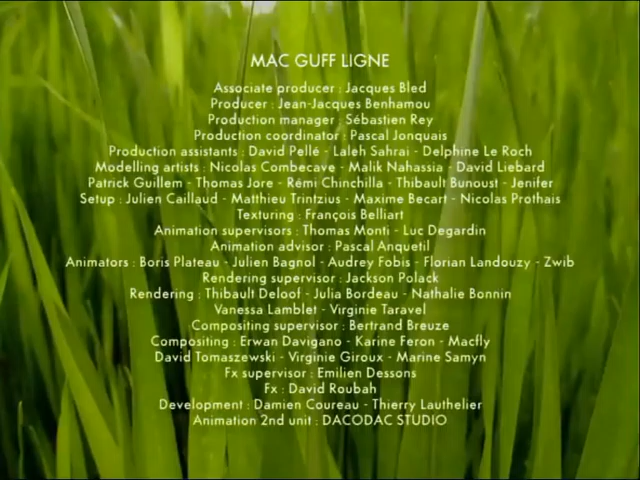 MAC GUFF LIGNE
Associate producer : Jacques Bled
Producer : Jean-Jacques Benhamou
Production manager : Sébastien Rey
Production coordinator : Pascal Jonquais
Production assistants : David Pellé - Laleh Sahrai - Delphine Le Roch
Modelling artists : Nicolas Combecave - Malik Nahassia - David Liebard
Patrick Guillem - Thomas Jore - Rémi Chinchilla - Thibault Bunoust - Jenifer
Setup : Julien Caillaud - Matthieu Trintzius - Maxime Becart - Nicolas Prothais
Texturing : François Belliart
Animation supervisors : Thomas Monti - Luc Degardin
Animation advisor : Pascal Anquetil
Animators : Boris Plateau - Julien Bagnol - Audrey Fobis - Florian Landouzy - Zwib
Rendering supervisor : Jackson Polack
Rendering : Thibault Deloof - Julia Bordeau - Nathalie Bonnin
Vanessa Lamblet - Virginie Taravel
Compositing supervisor : Bertrand Breuze
Compositing : Erwan Davigano - Karine Feron - Macfly
David Tomaszewski - Virginie Giroux - Marine Samyn
Fx supervisor : Emilien Dessons
Fx : David Roubah
Development : Damien Coureau - Thierry Lauthelier
Animation 2nd unit : DACODAC STUDIO